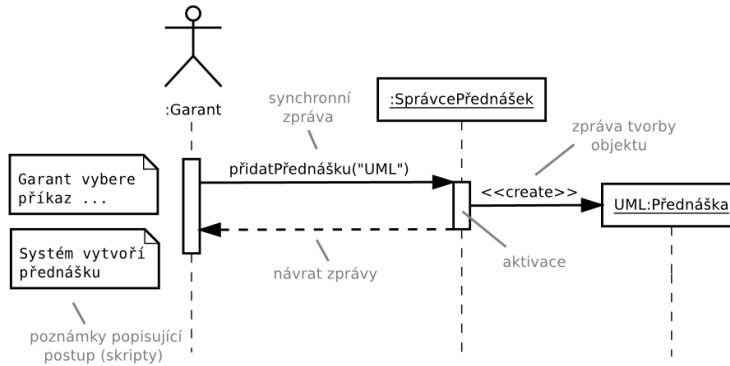 :Garant
synchronní
zpráva
:SprávcePřednášek
zpráva tvorby
objektu
Garant vybere
příkaz ...
přidatPřednášku("UML")
<<create>>
UML:Přednáška
Systém vytvoří
přednášku
návrat zprávy
aktivace
poznámky popisující
postup (skripty)